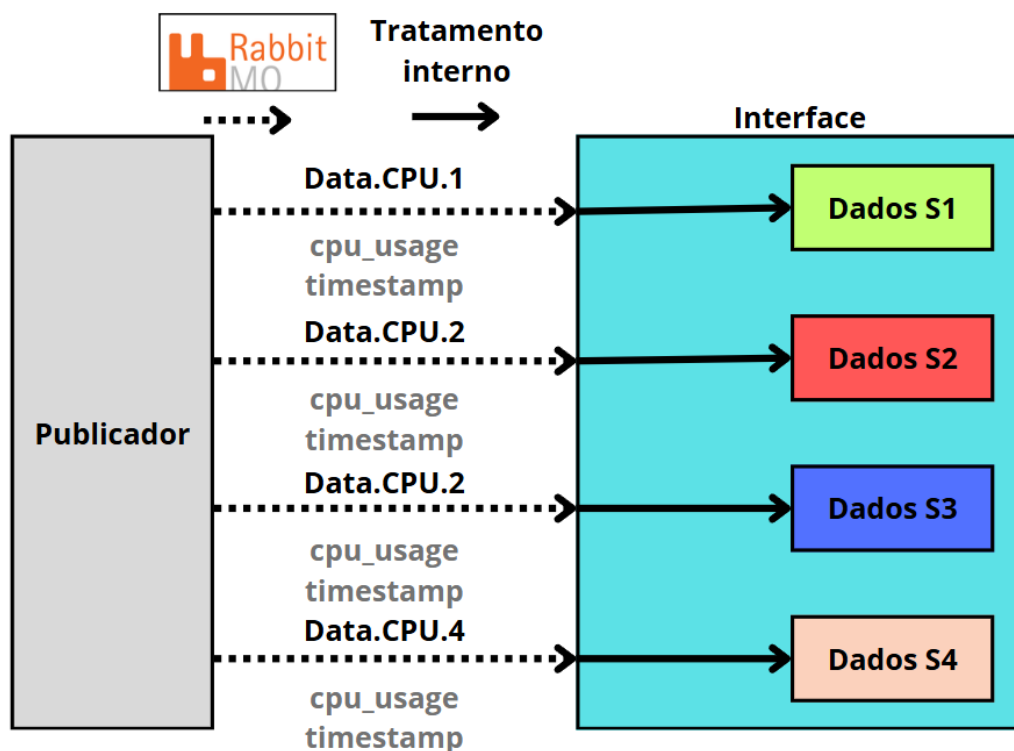 Rabbit
MQ
Tratamento
interno
Interface
Publicador
Data.CPU.1
cpu_usage
timestamp
Dados S1
Data.CPU.2
cpu_usage
timestamp
Dados S2
Data.CPU.2
cpu_usage
timestamp
Dados S3
Data.CPU.4
cpu_usage
timestamp
Dados S4